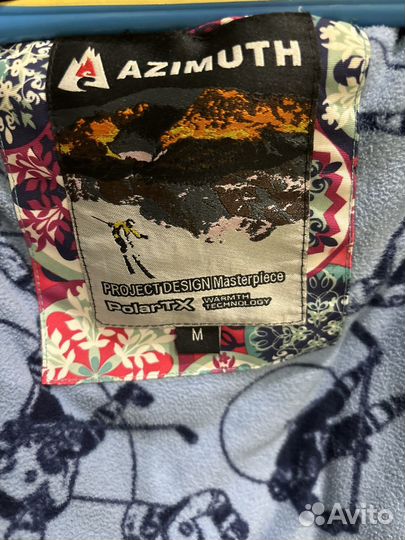 AZIMUTH
PROJECT DESIGN Masterpiece
PolarTX WARMTH TECHNOLOGY
M
Avito